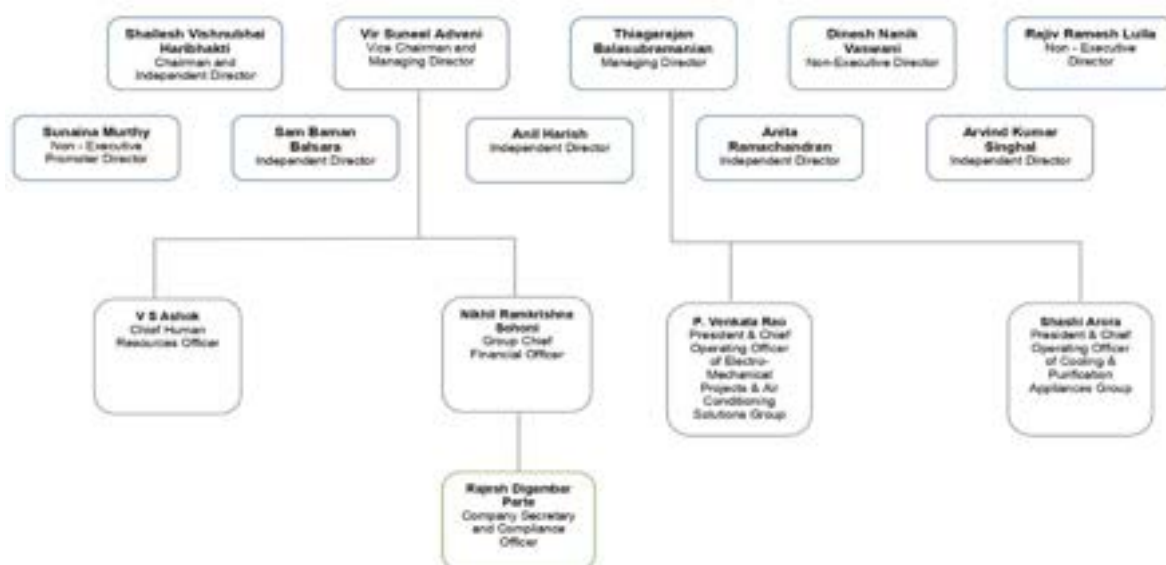 Shailesh Vishnubhai
Haribhakti
Chairman and
Independent Director
Vir Suneel Advani
Vice Chairman and
Managing Director
Thiagarajan
Balasubramanian
Managing Director
Dinesh Nanik
Vaswani
Non-Executive Director
Rajiv Ramesh Lulla
Non - Executive
Director
Sunaina Murthy
Non - Executive
Promoter Director
Sam Baman
Balsara
Independent Director
Anil Harish
Independent Director
Anita
Ramachandran
Independent Director
Arvind Kumar
Singhal
Independent Director
V S Ashok
Chief Human
Resources Officer
Nikhil Ramkrishna
Sohoni
Group Chief
Financial Officer
P. Venkata Rao
President & Chief
Operating Officer
of Electro-
Mechanical
Projects & Air
Conditioning
Solutions Group
Shashi Arora
President & Chief
Operating Officer
of Cooling &
Purification
Appliances Group
Rajesh Digambar
Parte
Company Secretary
and Compliance
Officer